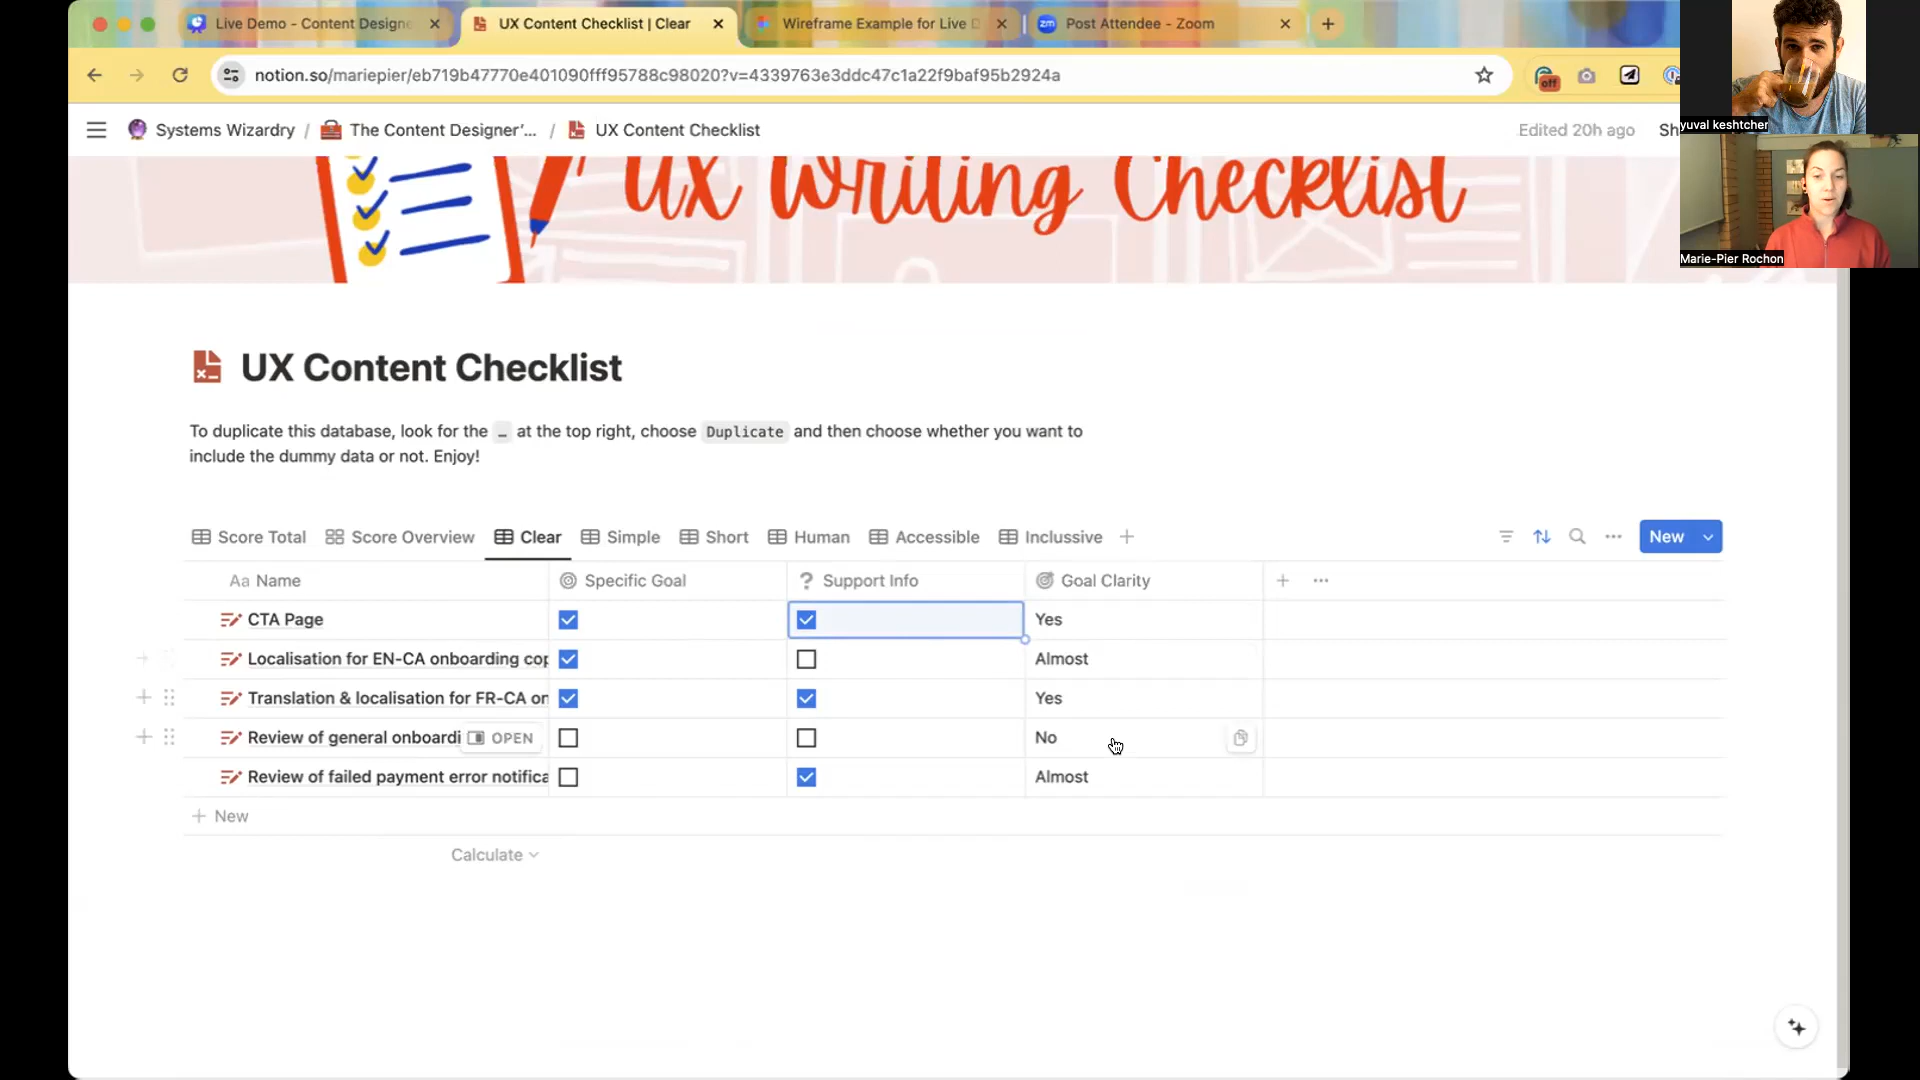 Live Demo - Content Designe
UX Content Checklist | Clear
Wireframe Example for Live D
zm Post Attendee - Zoom
notion.so/mariepier/eb719b47770e401090fff95788c98020?v=4339763e3ddc47c1a22f9baf95b2924a
off
yuval keshtcher
Systems Wizardry / The Content Designer'... / UX Content Checklist
Edited 20h ago
Sh
UX Writing Checklist
Marie-Pier Rochon
UX Content Checklist
To duplicate this database, look for the … at the top right, choose Duplicate and then choose whether you want to
include the dummy data or not. Enjoy!
Score Total Score Overview Clear Simple Short Human Accessible Inclussive
New
Aa Name Specific Goal ? Support Info Goal Clarity
CTA Page Yes
Localisation for EN-CA onboarding cop Almost
Translation & localisation for FR-CA on Yes
Review of general onboardi OPEN No
Review of failed payment error notifica Almost
+ New
Calculate